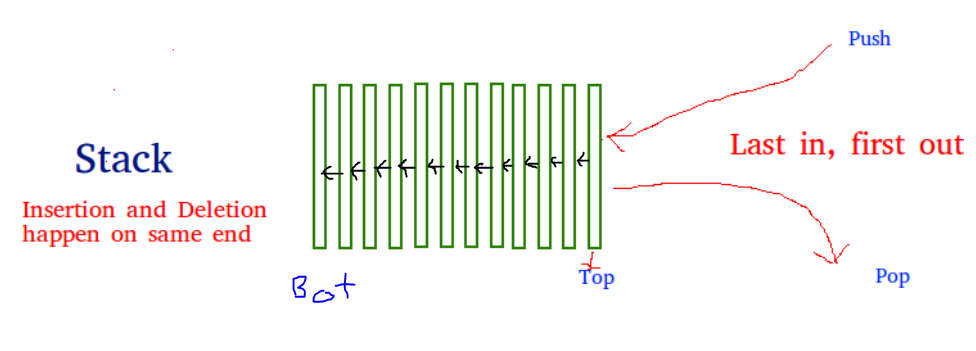 Push
Stack
Last in, first out
Insertion and Deletion
happen on same end
Bot
Top
Pop